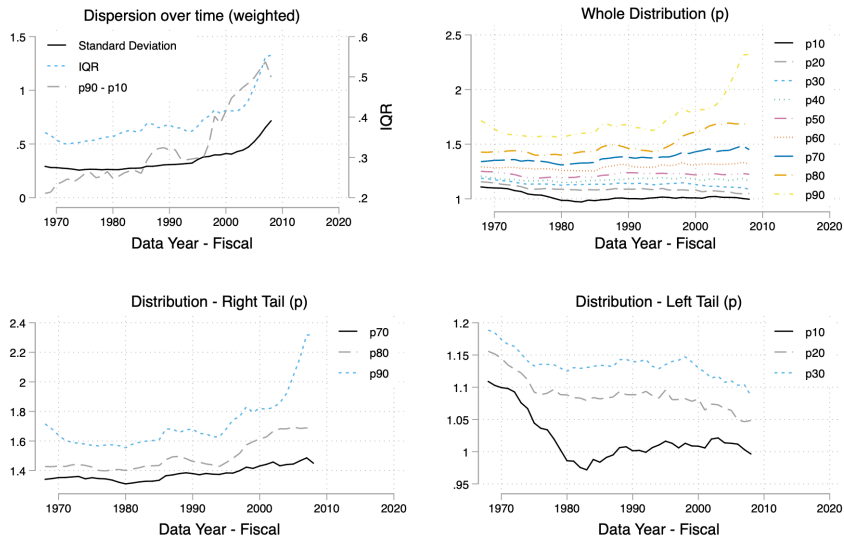 Dispersion over time (weighted)
1.5
1
.5
0
Standard Deviation
IQR
p90 - p10
.6
.5
.4
.3
.2
IQR
1970 1980 1990 2000 2010 2020
Data Year - Fiscal
Whole Distribution (p)
2.5
2
1.5
1
p10
p20
p30
p40
p50
p60
p70
p80
p90
1970 1980 1990 2000 2010 2020
Data Year - Fiscal
Distribution - Right Tail (p)
2.4
2.2
2
1.8
1.6
1.4
p70
p80
p90
1970 1980 1990 2000 2010 2020
Data Year - Fiscal
Distribution - Left Tail (p)
1.2
1.15
1.1
1.05
1
.95
p10
p20
p30
1970 1980 1990 2000 2010 2020
Data Year - Fiscal